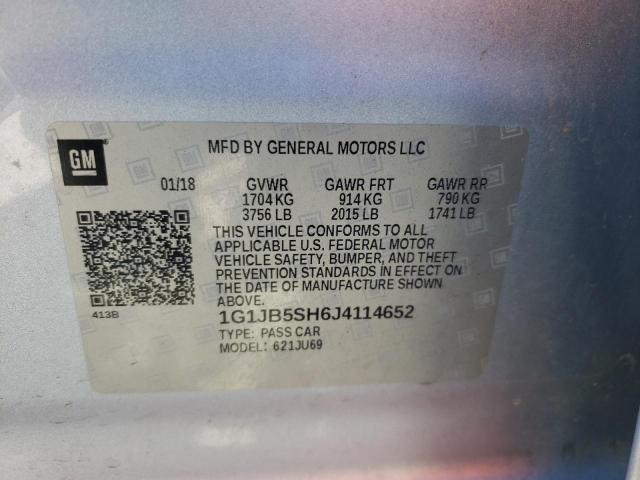 GM
MFD BY GENERAL MOTORS LLC
01/18 GVWR GAWR FRT GAWR RR
1704 KG 914 KG 790 KG
3756 LB 2015 LB 1741 LB
THIS VEHICLE CONFORMS TO ALL
APPLICABLE U.S. FEDERAL MOTOR
VEHICLE SAFETY, BUMPER, AND THEFT
PREVENTION STANDARDS IN EFFECT ON
THE DATE OF MANUFACTURE SHOWN
ABOVE.
413B
1G1JB5SH6J4114652
TYPE: PASS CAR
MODEL: 621JU69